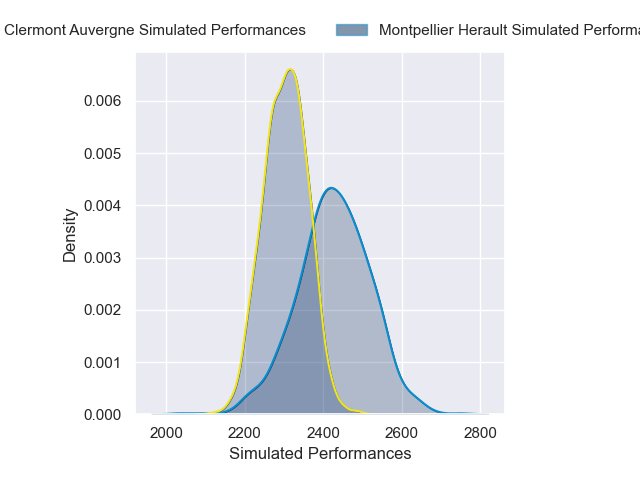 Clermont Auvergne Simulated Performances Montpellier Herault Simulated
0.006
0.005
0.004
0.003
0.002
0.001
0.000
Density
2000 2200 2400 2600 2800
Simulated Performances